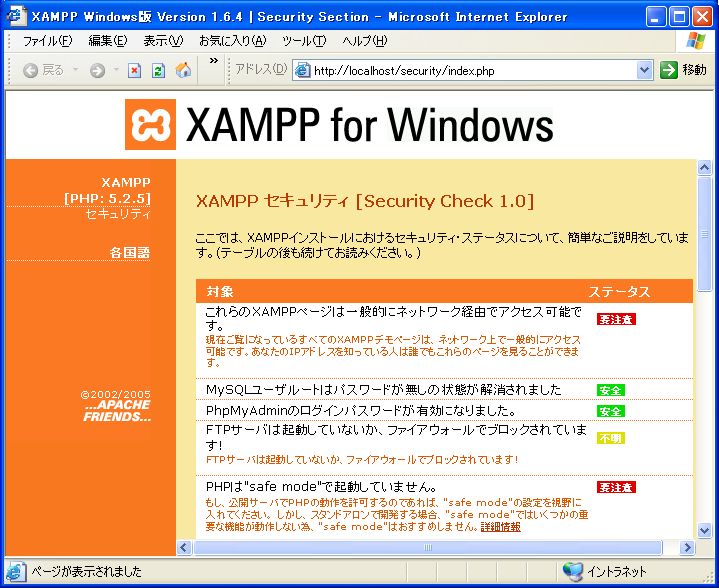 XAMPP Windows版 Version 1.6.4 | Security Section - Microsoft Internet Explorer
ファイル(F) 編集(E) 表示(V) お気に入り(A) ツール(T) ヘルプ(H)
戻る » アドレス(D) http://localhost/security/index.php 移動
XAMPP for Windows
XAMPP
[PHP: 5.2.5]
セキュリティ
各国語
©2002/2005
...APACHE
FRIENDS...
XAMPP セキュリティ [Security Check 1.0]
ここでは、XAMPPインストールにおけるセキュリティ・ステータスについて、簡単なご説明をしていま
す。(テーブルの後も続けてお読みください。)
対象 ステータス
これらのXAMPPページは一般的にネットワーク経由でアクセス可能で 要注意
す。
現在ご覧になっているすべてのXAMPPデモページは、ネットワーク上で一般的にアクセス
可能です。あなたのIPアドレスを知っている人は誰でもこれらのページを見ることができま
す。
MySQLユーザルートはパスワードが無しの状態が解消されました 安全
PhpMyAdminのログインパスワードが有効になりました。 安全
FTPサーバは起動していないか、ファイアウォールでブロックされていま 不明
す!
FTPサーバは起動していないか、ファイアウォールでブロックされています!
PHPは"safe mode"で起動していません。 要注意
もし、公開サーバでPHPの動作を許可するのであれば、"safe mode"の設定を視野に
入れてください。しかし、スタンドアロンで開発する場合、"safe mode"ではいくつかの重
要な機能が動作しない為、"safe mode"はおすすめしません。詳細情報
ページが表示されました イントラネット